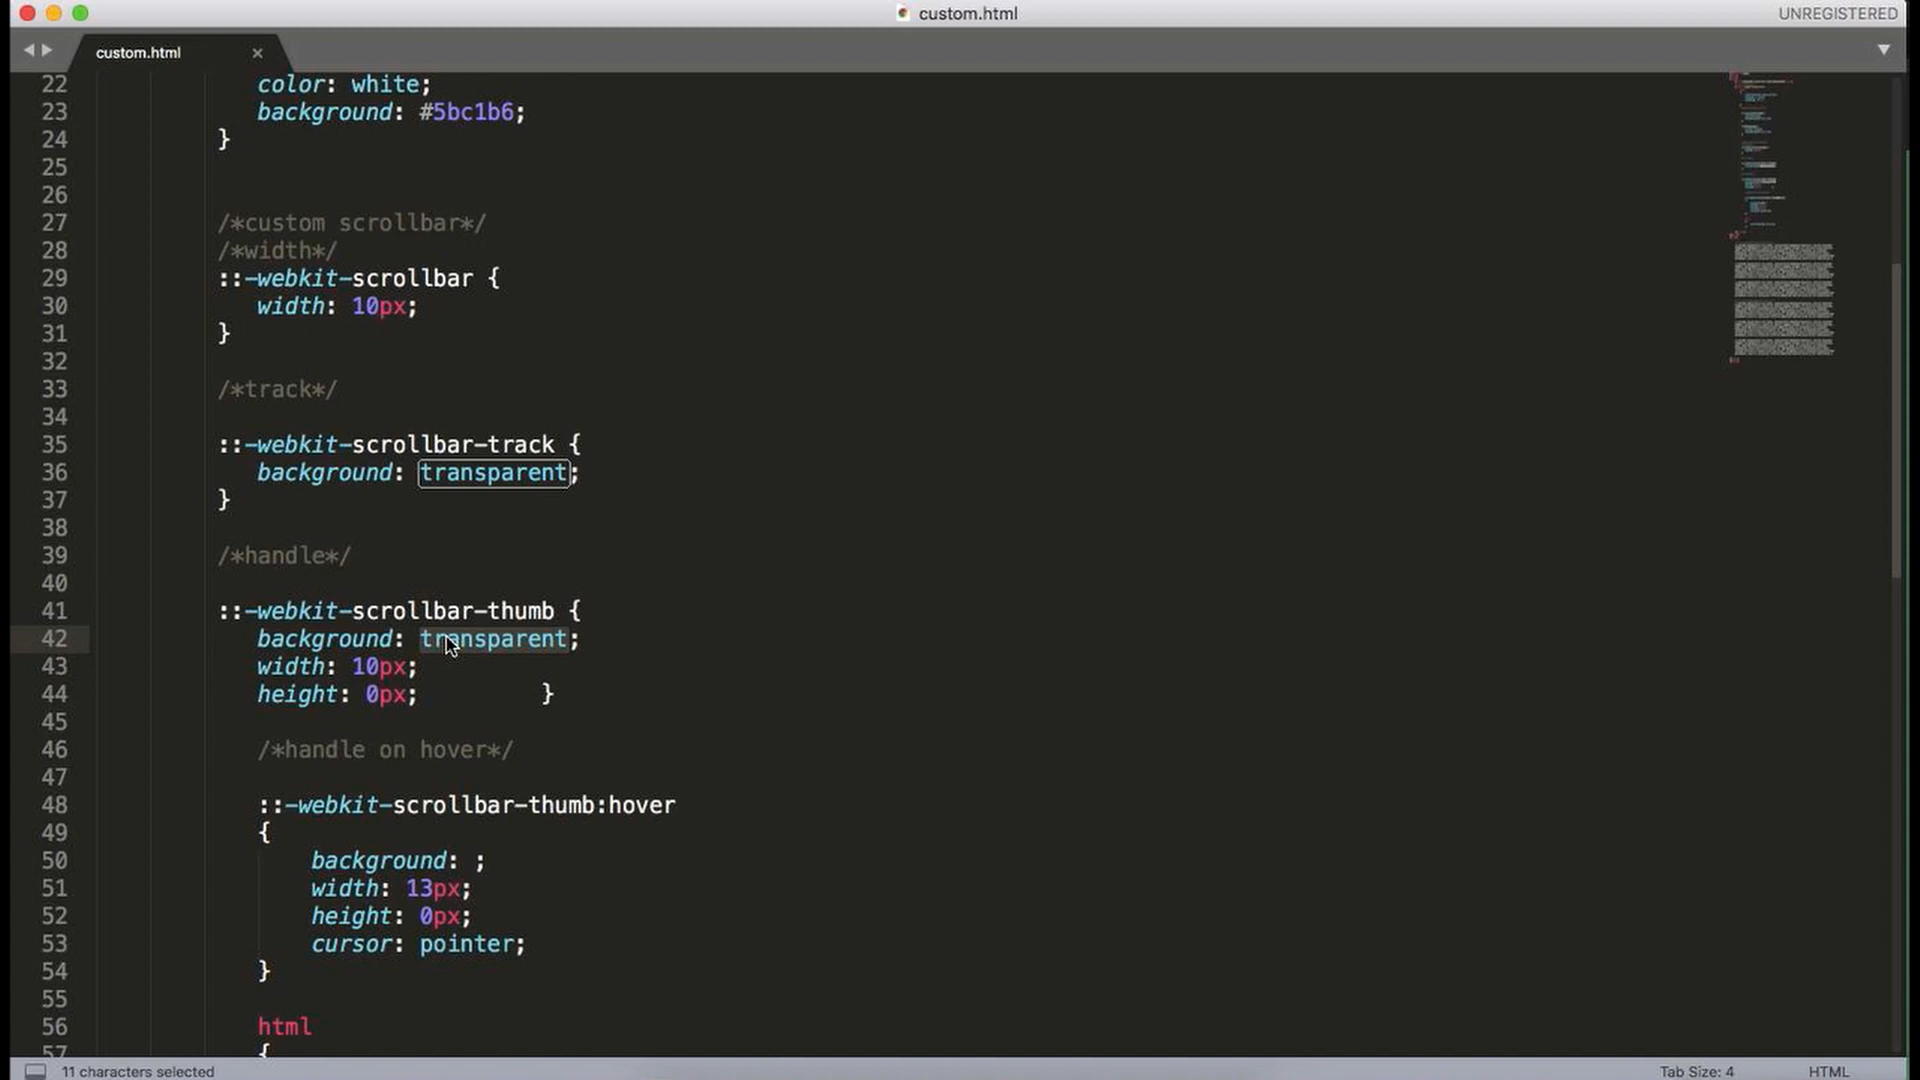 custom.html
UNREGISTERED
custom.html ×
22 color: white;
23 background: #5bc1b6;
24 }
25
26
27 /*custom scrollbar*/
28 /*width*/
29 ::-webkit-scrollbar {
30 width: 10px;
31 }
32
33 /*track*/
34
35 ::-webkit-scrollbar-track {
36 background: transparent;
37 }
38
39 /*handle*/
40
41 ::-webkit-scrollbar-thumb {
42 background: transparent;
43 width: 10px;
44 height: 0px; }
45
46 /*handle on hover*/
47
48 ::-webkit-scrollbar-thumb:hover
49 {
50 background: ;
51 width: 13px;
52 height: 0px;
53 cursor: pointer;
54 }
55
56 html
57 {
11 characters selected
Tab Size: 4
HTML